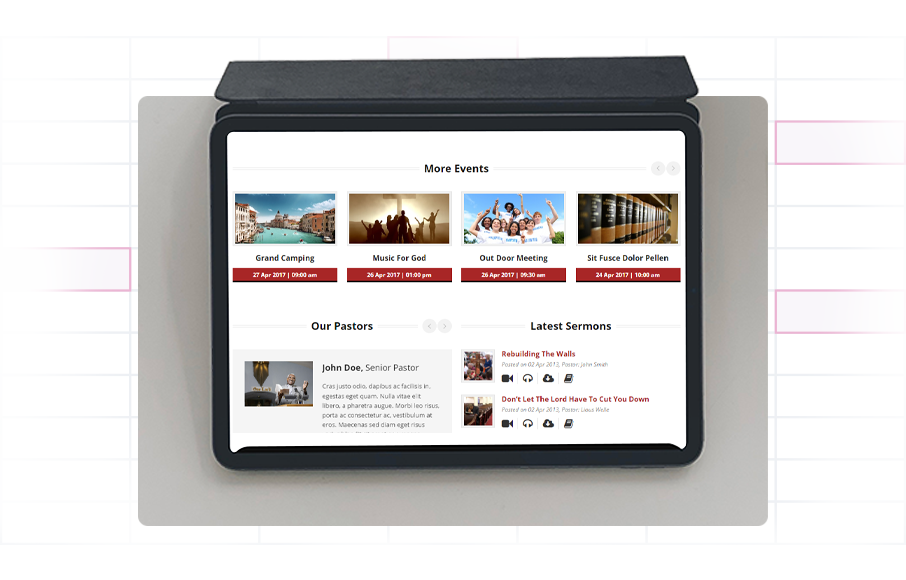 More Events
Grand Camping
Music For God
Out Door Meeting
Sit Fusce Dolor Pellen
27 Apr 2017 | 09:00 am
26 Apr 2017 | 01:00 pm
26 Apr 2017 | 09:30 am
24 Apr 2017 | 10:00 am
Our Pastors
John Doe, Senior Pastor
Cras justo odio, dapibus ac facilisis in,
egestas eget quam. Nulla vitae elit
libero, a pharetra augue. Morbi leo risus,
porta ac consectetur ac, vestibulum at
eros. Maecenas sed diam eget risus
Latest Sermons
Rebuilding The Walls
Posted on 02 Apr 2013, Pastor: John Smith
Don't Let The Lord Have To Cut You Down
Posted on 02 Apr 2013, Pastor: